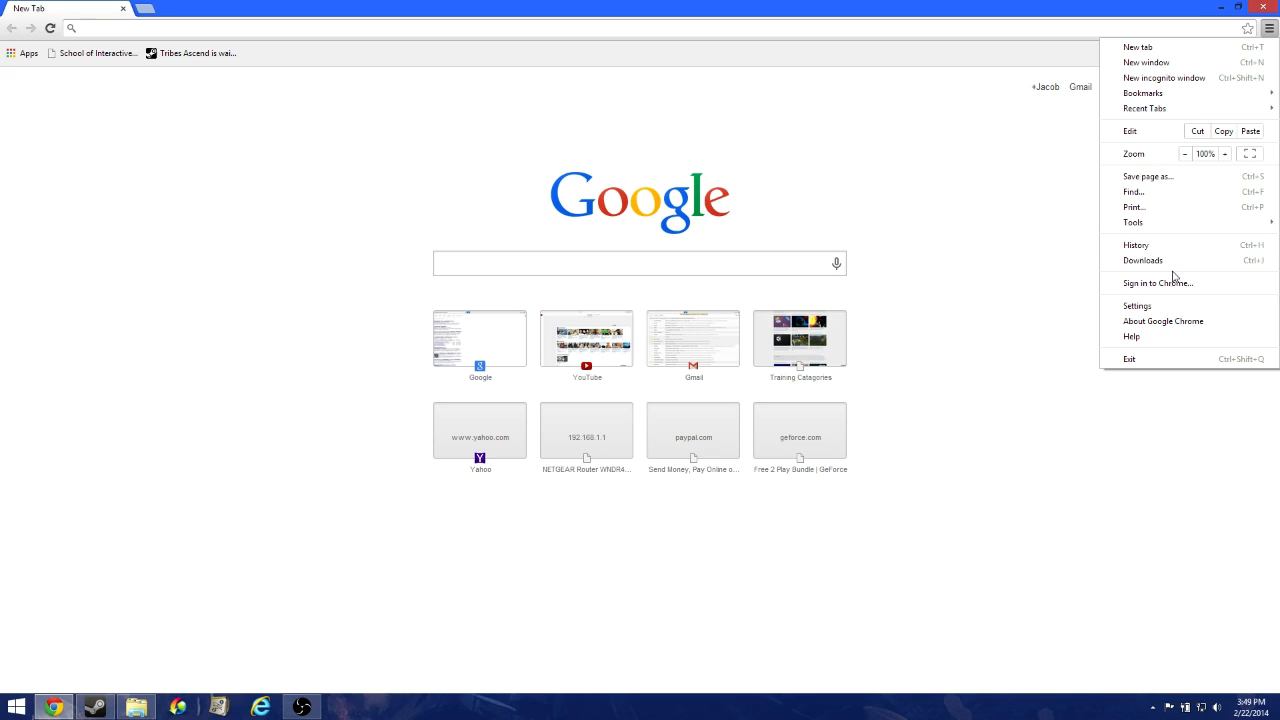 New Tab
Apps School of Interactive... Tribes Ascend is wai...
+Jacob Gmail
Google
New tab Ctrl+T
New window Ctrl+N
New incognito window Ctrl+Shift+N
Bookmarks
Recent Tabs
Edit Cut Copy Paste
Zoom − 100% +
Save page as... Ctrl+S
Find... Ctrl+F
Print... Ctrl+P
Tools
History Ctrl+H
Downloads Ctrl+J
Sign in to Chrome...
Settings
About Google Chrome
Help
Exit Ctrl+Shift+Q
Google YouTube Gmail Training Catagories
www.yahoo.com 192.168.1.1 paypal.com geforce.com
Yahoo NETGEAR Router WNDR4... Send Money, Pay Online o... Free 2 Play Bundle | GeForce
3:49 PM
2/22/2014